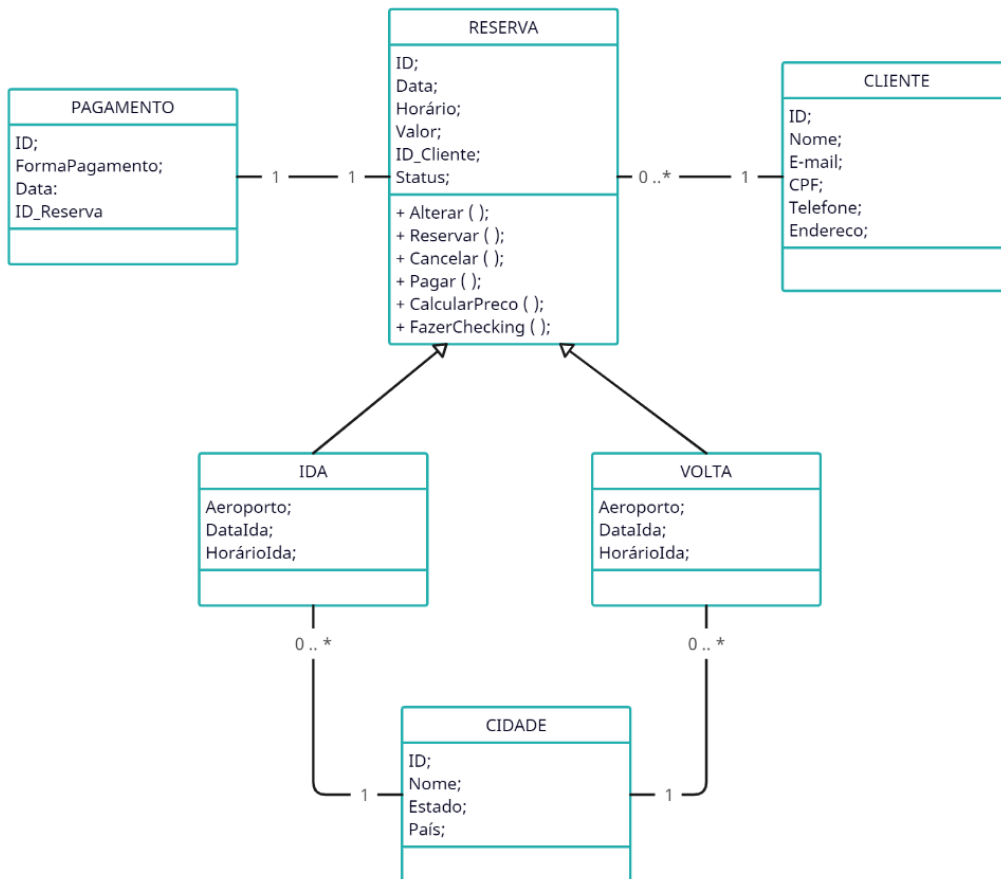 RESERVA
ID;
Data;
Horário;
Valor;
ID_Cliente;
Status;
+ Alterar ( );
+ Reservar ( );
+ Cancelar ( );
+ Pagar ( );
+ CalcularPreco ( );
+ FazerChecking ( );
PAGAMENTO
ID;
FormaPagamento;
Data:
ID_Reserva
1
1
CLIENTE
ID;
Nome;
E-mail;
CPF;
Telefone;
Endereco;
0 ..*
1
IDA
Aeroporto;
DataIda;
HorárioIda;
VOLTA
Aeroporto;
DataIda;
HorárioIda;
0 .. *
0 .. *
CIDADE
ID;
Nome;
Estado;
País;
1
1